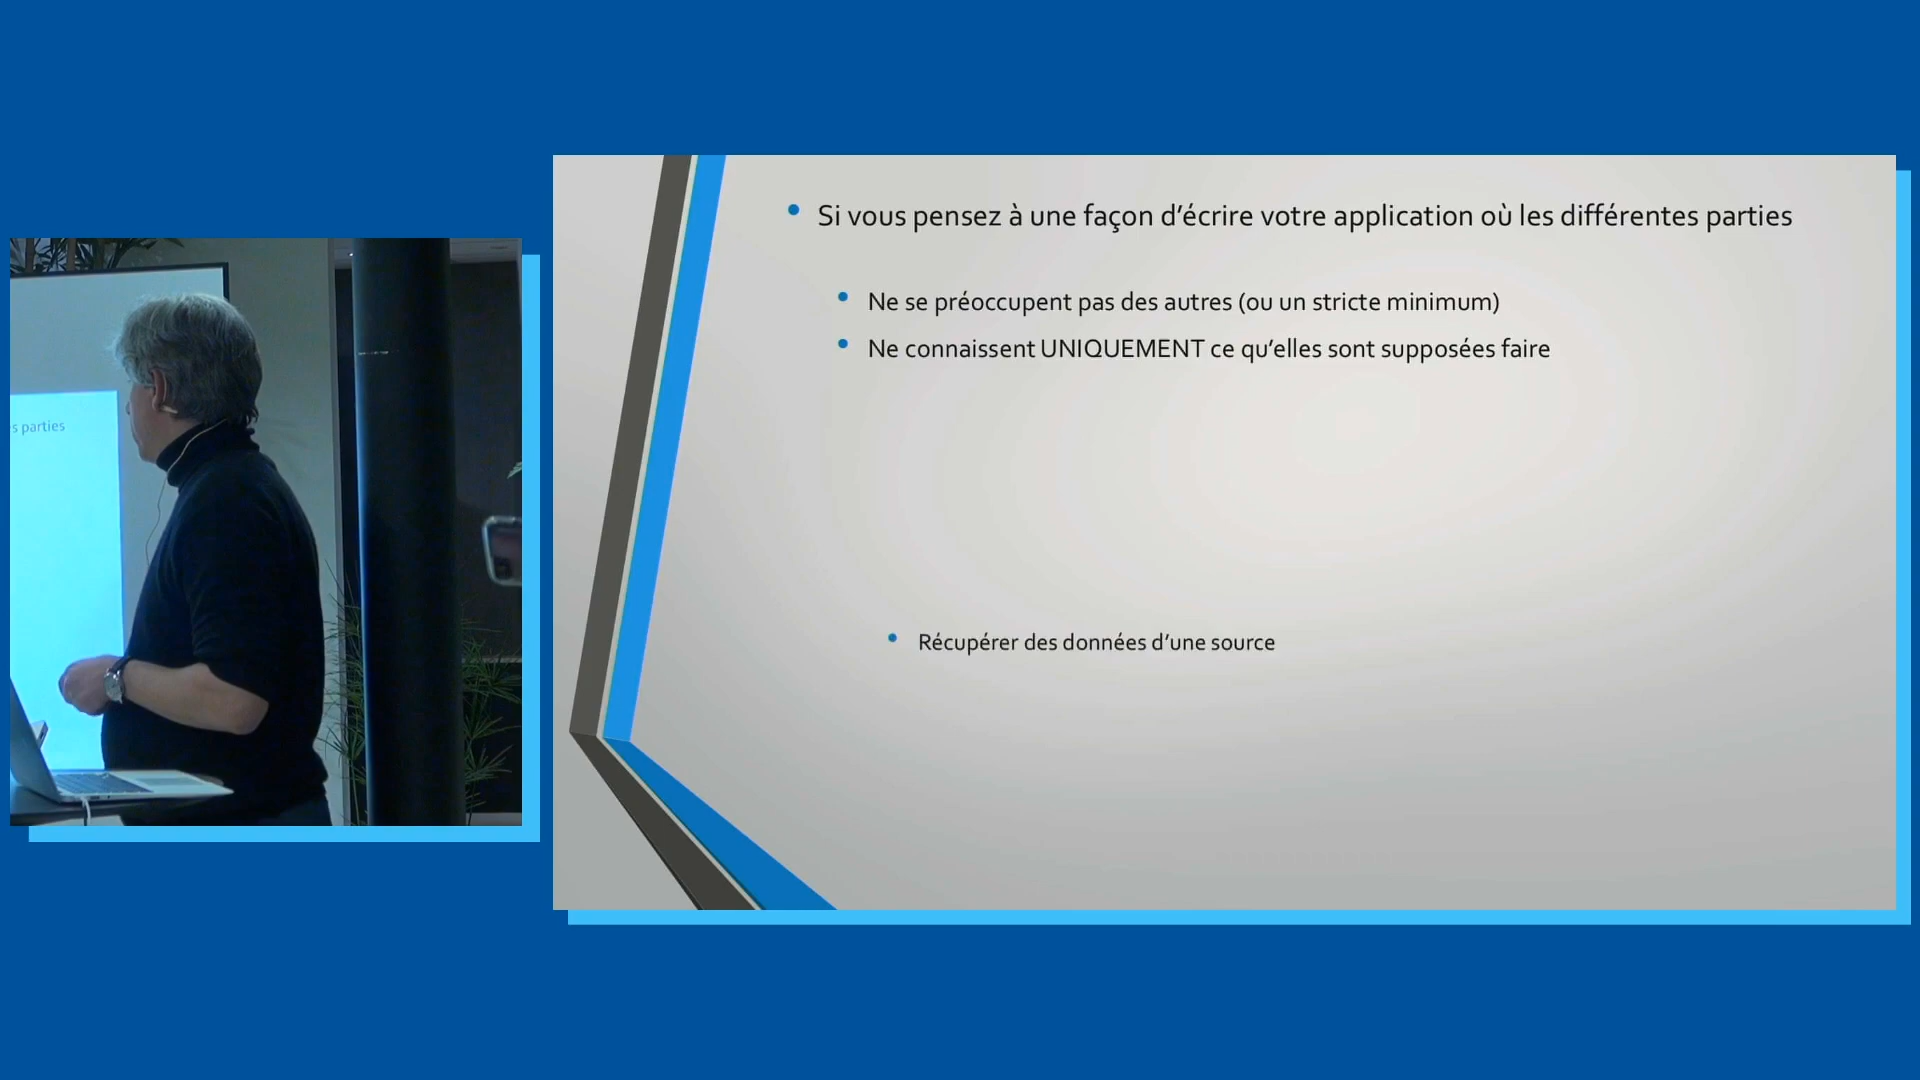 Si vous pensez à une façon d’écrire votre application où les différentes parties
Ne se préoccupent pas des autres (ou un stricte minimum)
Ne connaissent UNIQUEMENT ce qu’elles sont supposées faire
Récupérer des données d’une source
s parties